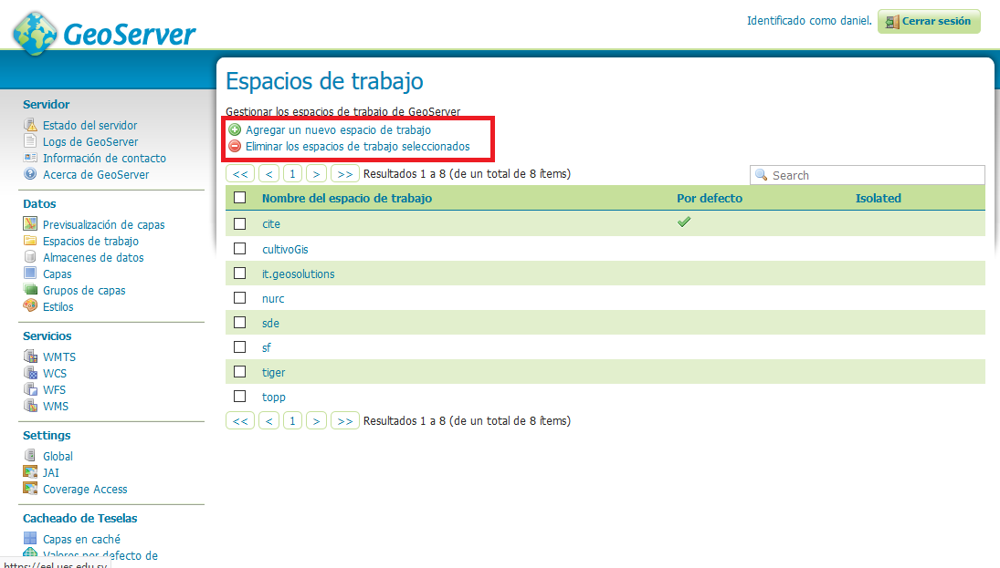 GeoServer
Identificado como daniel.
Cerrar sesión
Servidor
Estado del servidor
Logs de GeoServer
Información de contacto
Acerca de GeoServer
Datos
Previsualización de capas
Espacios de trabajo
Almacenes de datos
Capas
Grupos de capas
Estilos
Servicios
WMTS
WCS
WFS
WMS
Settings
Global
JAI
Coverage Access
Cacheado de Teselas
Capas en caché
Valores por defecto de
https://eel.ues.edu.sv
Espacios de trabajo
Gestionar los espacios de trabajo de GeoServer
Agregar un nuevo espacio de trabajo
Eliminar los espacios de trabajo seleccionados
<< < 1 > >> Resultados 1 a 8 (de un total de 8 ítems)
Search
Nombre del espacio de trabajo Por defecto Isolated
cite
cultivoGis
it.geosolutions
nurc
sde
sf
tiger
topp
<< < 1 > >> Resultados 1 a 8 (de un total de 8 ítems)